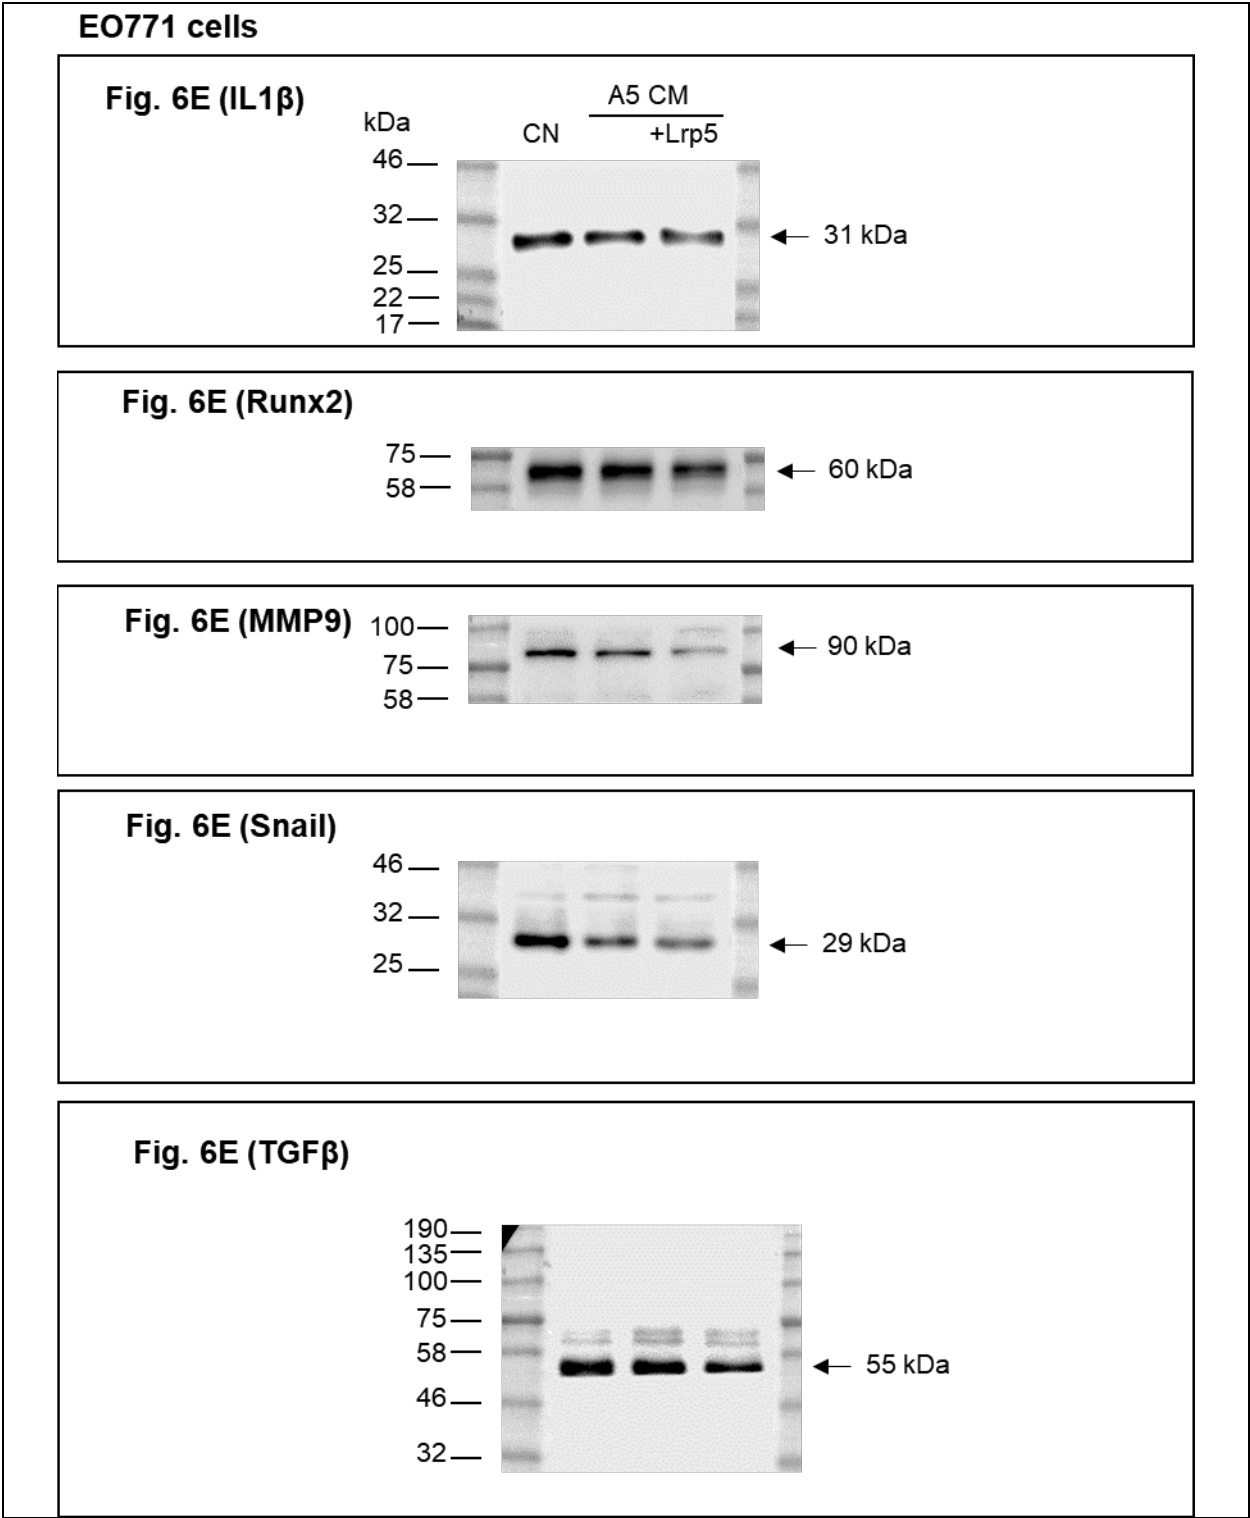 EO771 cells
Fig. 6E (IL1β)
A5 CM
kDa
CN +Lrp5
46
32
31 kDa
25
22
17
Fig. 6E (Runx2)
75
60 kDa
58
Fig. 6E (MMP9)
100
90 kDa
75
58
Fig. 6E (Snail)
46
32
29 kDa
25
Fig. 6E (TGFβ)
190
135
100
75
58
55 kDa
46
32